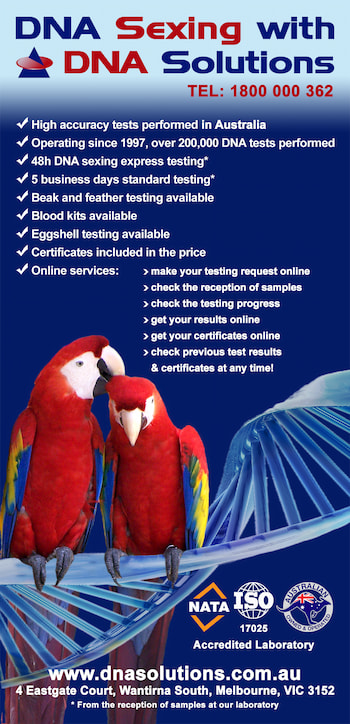 DNA Sexing with
DNA Solutions
TEL: 1800 000 362
✓ High accuracy tests performed in Australia
✓ Operating since 1997, over 200,000 DNA tests performed
✓ 48h DNA sexing express testing*
✓ 5 business days standard testing*
✓ Beak and feather testing available
✓ Blood kits available
✓ Eggshell testing available
✓ Certificates included in the price
✓ Online services: › make your testing request online
› check the reception of samples
› check the testing progress
› get your results online
› get your certificates online
› check previous test results
& certificates at any time!
NATA ISO AUSTRALIAN
17025
Accredited Laboratory
www.dnasolutions.com.au
4 Eastgate Court, Wantirna South, Melbourne, VIC 3152
* From the reception of samples at our laboratory